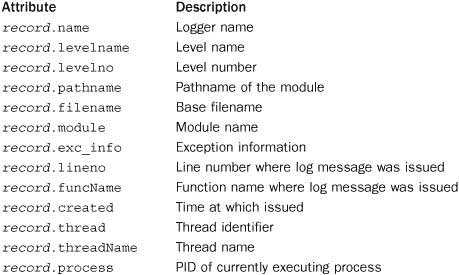 Attribute Description
record.name Logger name
record.levelname Level name
record.levelno Level number
record.pathname Pathname of the module
record.filename Base filename
record.module Module name
record.exc_info Exception information
record.lineno Line number where log message was issued
record.funcName Function name where log message was issued
record.created Time at which issued
record.thread Thread identifier
record.threadName Thread name
record.process PID of currently executing process